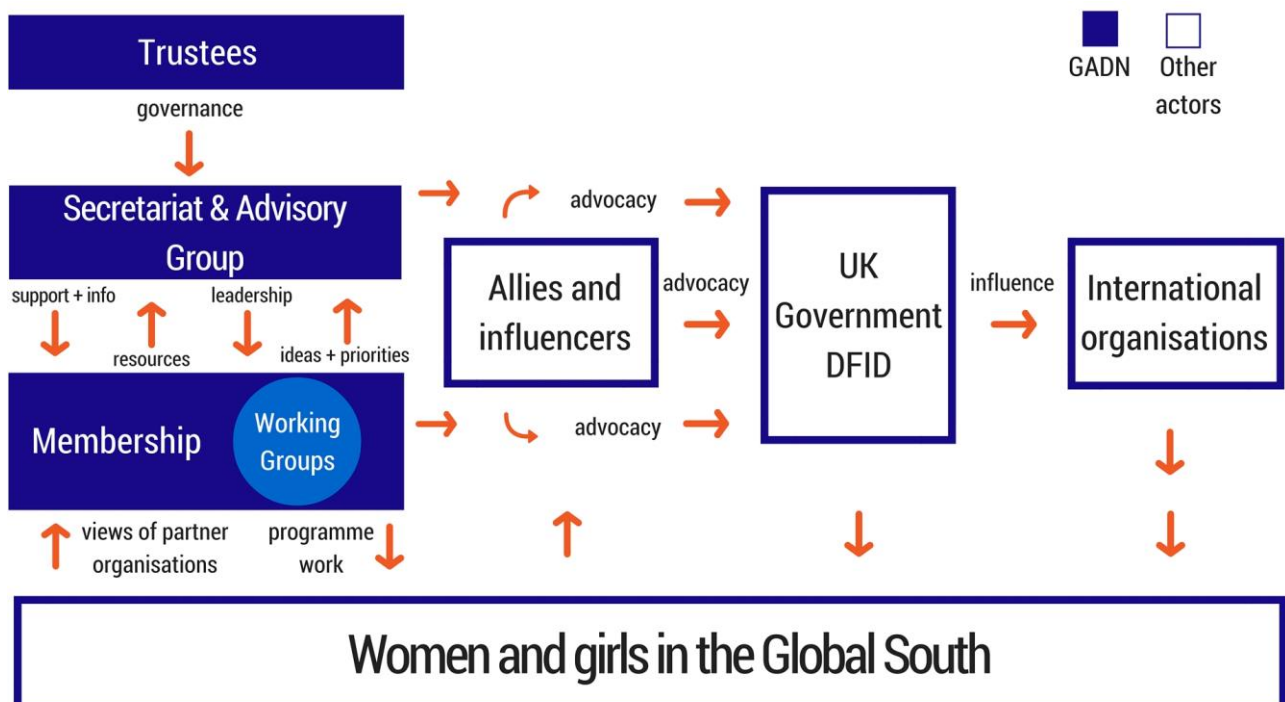 Trustees
GADN
Other
actors
governance
Secretariat & Advisory
Group
advocacy
support + info
leadership
resources
ideas + priorities
Allies and
influencers
advocacy
UK
Government
DFID
influence
International
organisations
Membership
Working
Groups
advocacy
views of partner
organisations
programme
work
Women and girls in the Global South